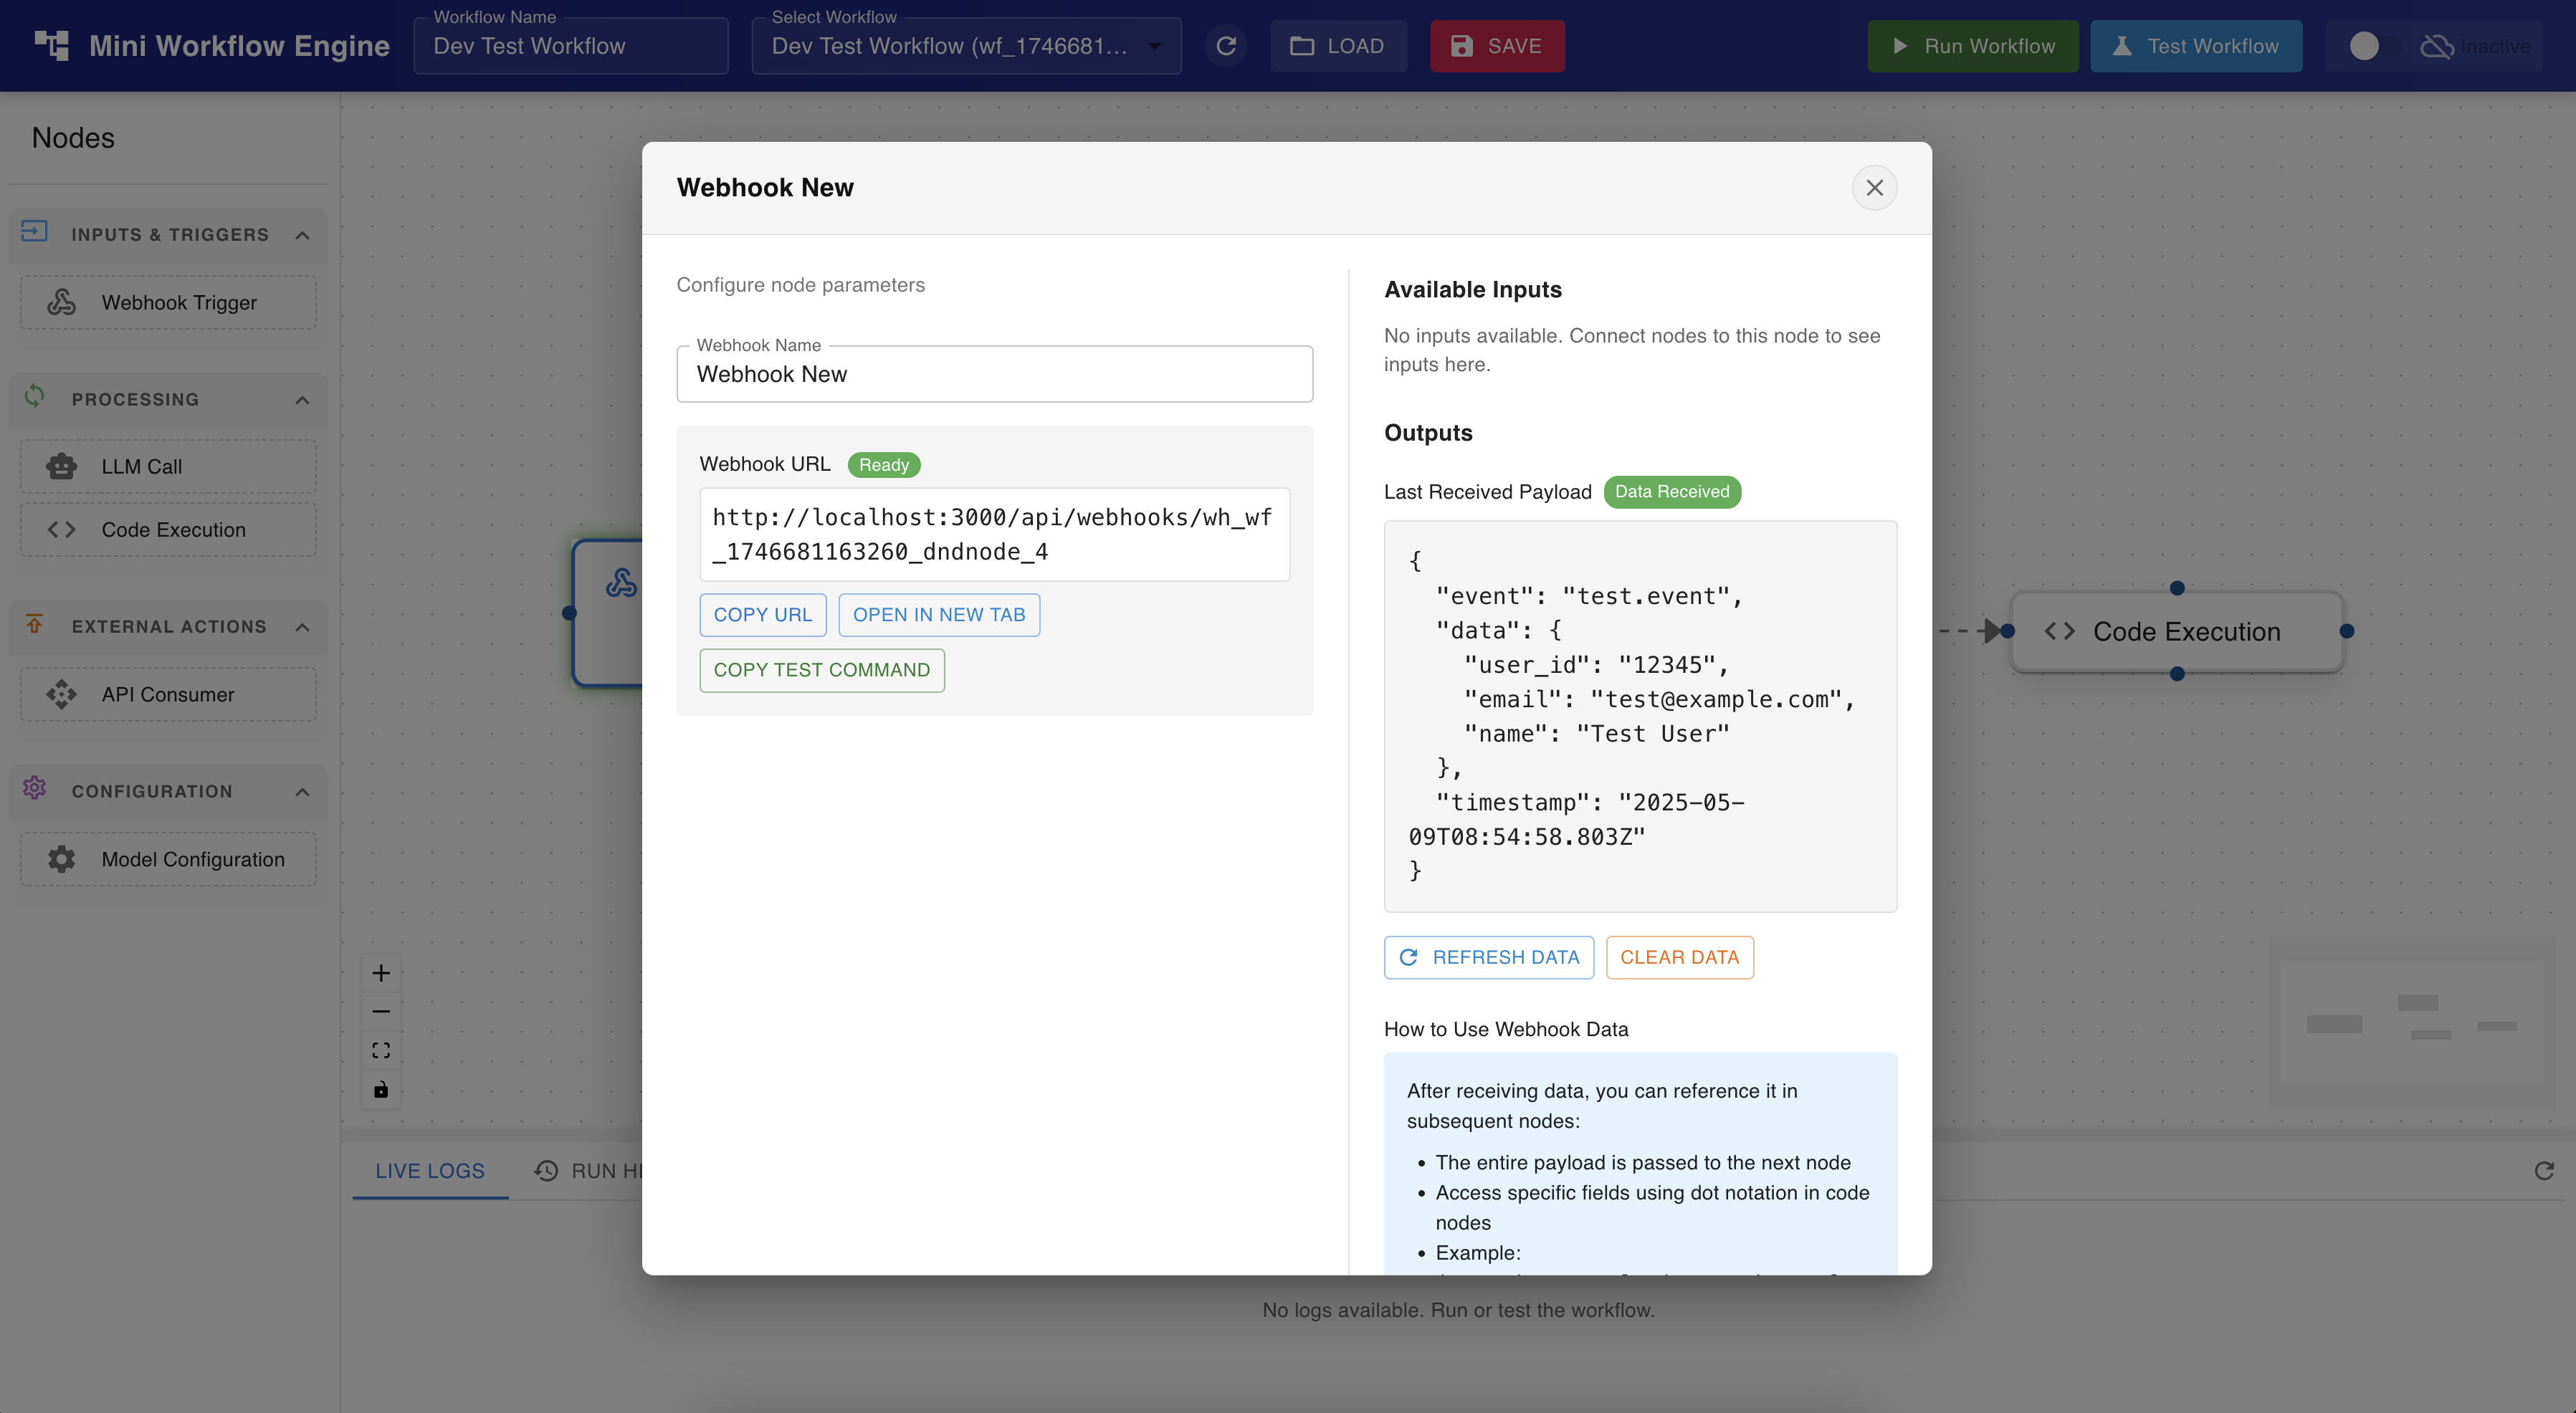 Mini Workflow Engine
Workflow Name
Dev Test Workflow
Select Workflow
Dev Test Workflow (wf_1746681...
LOAD
SAVE
Run Workflow
Test Workflow
Inactive
Nodes
INPUTS & TRIGGERS
Webhook Trigger
PROCESSING
LLM Call
Code Execution
EXTERNAL ACTIONS
API Consumer
CONFIGURATION
Model Configuration
Webhook New
Configure node parameters
Webhook Name
Webhook New
Webhook URL
Ready
http://localhost:3000/api/webhooks/wh_wf
_1746681163260_dndnode_4
COPY URL
OPEN IN NEW TAB
COPY TEST COMMAND
Available Inputs
No inputs available. Connect nodes to this node to see
inputs here.
Outputs
Last Received Payload
Data Received
{
"event": "test.event",
"data": {
"user_id": "12345",
"email": "test@example.com",
"name": "Test User"
},
"timestamp": "2025-05-
09T08:54:58.803Z"
}
REFRESH DATA
CLEAR DATA
How to Use Webhook Data
After receiving data, you can reference it in
subsequent nodes:
• The entire payload is passed to the next node
• Access specific fields using dot notation in code
nodes
• Example:
Code Execution
LIVE LOGS
RUN
No logs available. Run or test the workflow.